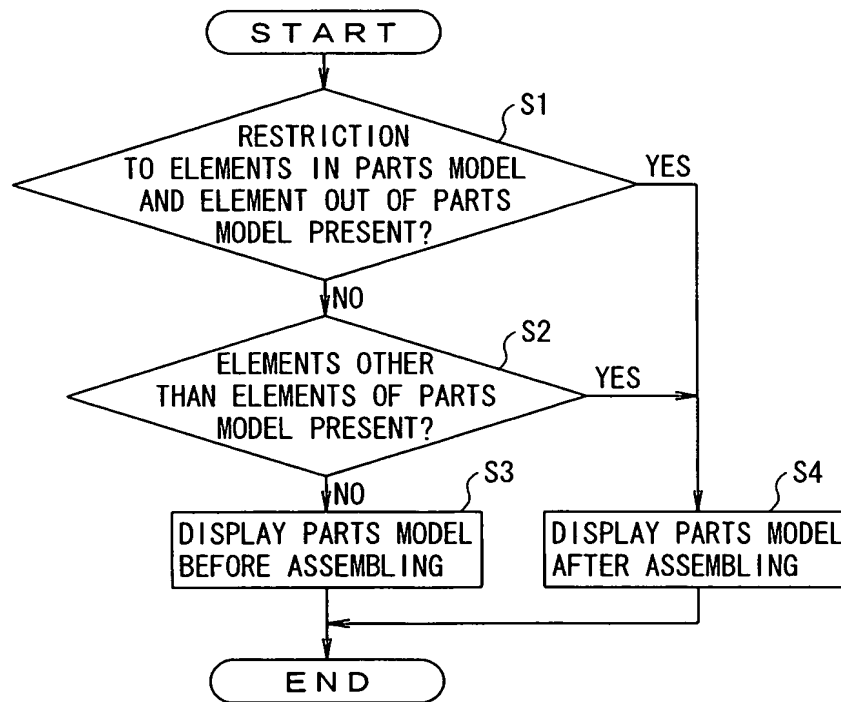 START
S1
RESTRICTION
TO ELEMENTS IN PARTS MODEL
AND ELEMENT OUT OF PARTS
MODEL PRESENT?
YES
NO
S2
ELEMENTS OTHER
THAN ELEMENTS OF PARTS
MODEL PRESENT?
YES
NO
S3
DISPLAY PARTS MODEL
BEFORE ASSEMBLING
S4
DISPLAY PARTS MODEL
AFTER ASSEMBLING
END